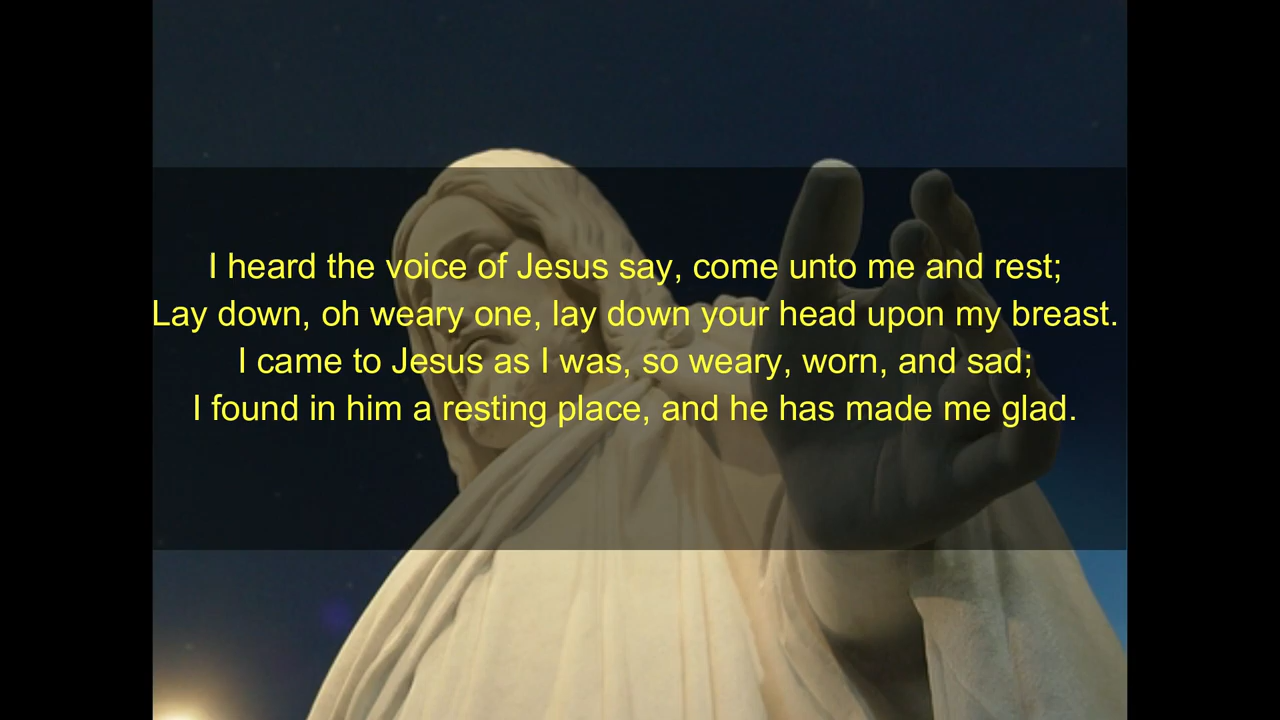 I heard the voice of Jesus say, come unto me and rest;
Lay down, oh weary one, lay down your head upon my breast.
I came to Jesus as I was, so weary, worn, and sad;
I found in him a resting place, and he has made me glad.